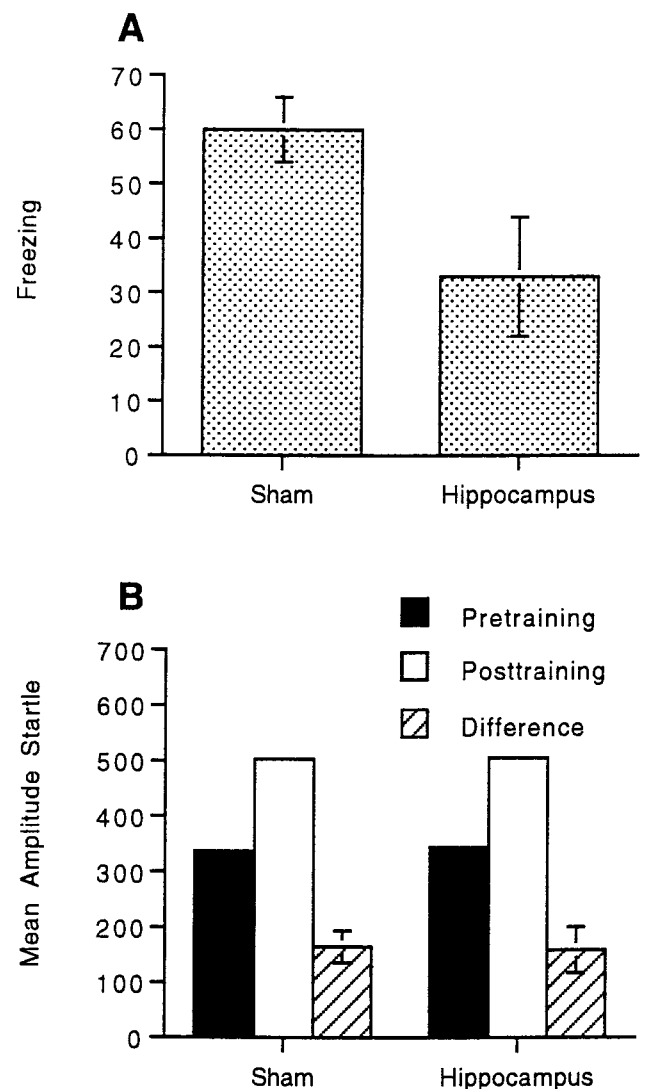 A
70
60
50
40
30
20
10
0
Freezing
Sham Hippocampus
B
Pretraining
Posttraining
Difference
700
600
500
400
300
200
100
0
Mean Amplitude Startle
Sham Hippocampus